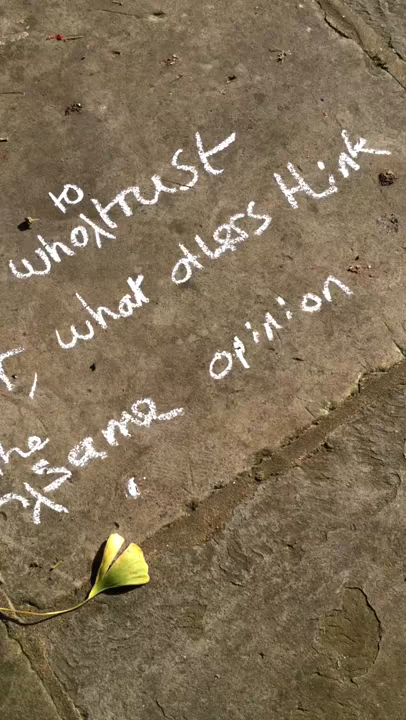 to
who trust
, what others think
the same opinion